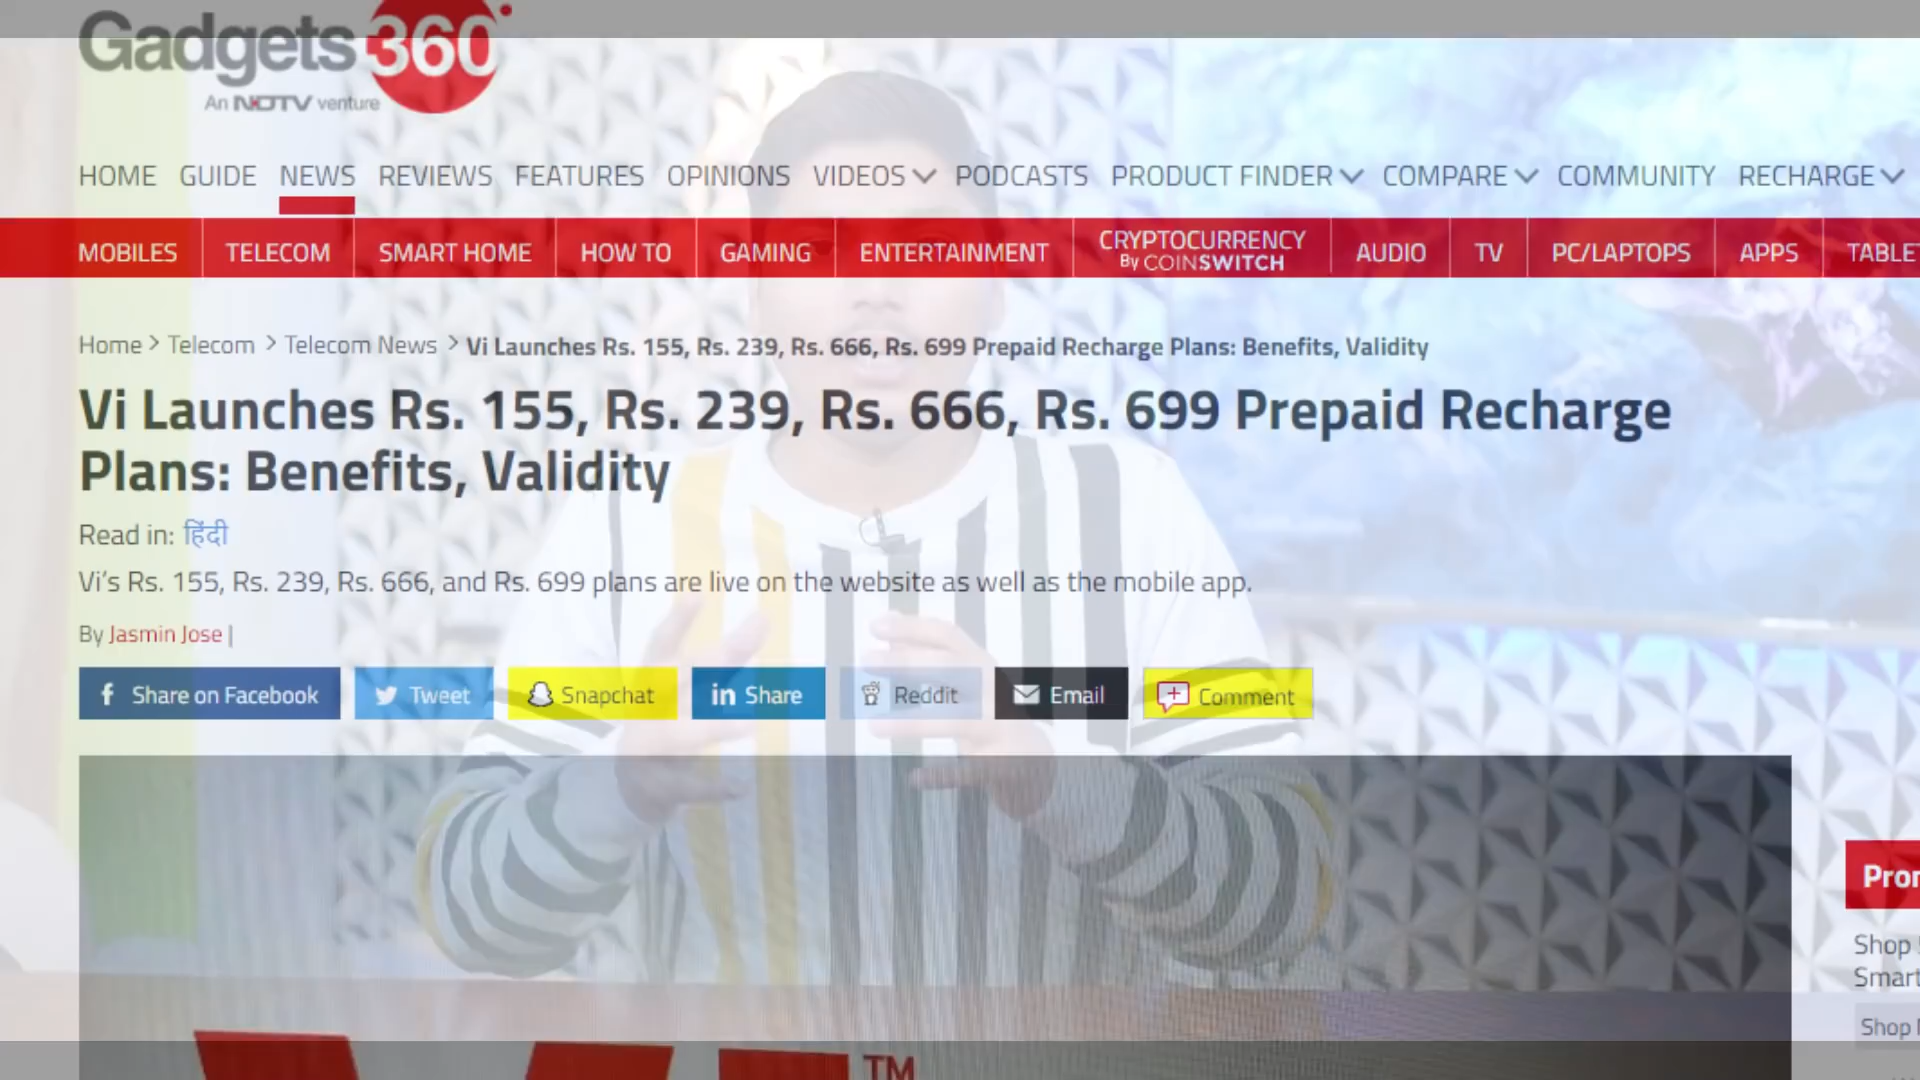 Gadgets 360
An NDTV venture
HOME GUIDE NEWS REVIEWS FEATURES OPINIONS VIDEOS PODCASTS PRODUCT FINDER COMPARE COMMUNITY RECHARGE
MOBILES TELECOM SMART HOME HOW TO GAMING ENTERTAINMENT CRYPTOCURRENCY By COINSWITCH AUDIO TV PC/LAPTOPS APPS TABLET
Home > Telecom > Telecom News > Vi Launches Rs. 155, Rs. 239, Rs. 666, Rs. 699 Prepaid Recharge Plans: Benefits, Validity
Vi Launches Rs. 155, Rs. 239, Rs. 666, Rs. 699 Prepaid Recharge
Plans: Benefits, Validity
Read in: हिंदी
Vi's Rs. 155, Rs. 239, Rs. 666, and Rs. 699 plans are live on the website as well as the mobile app.
By Jasmin Jose |
Share on Facebook Tweet Snapchat Share Reddit Email Comment
Shop
Smart
Shop
TM